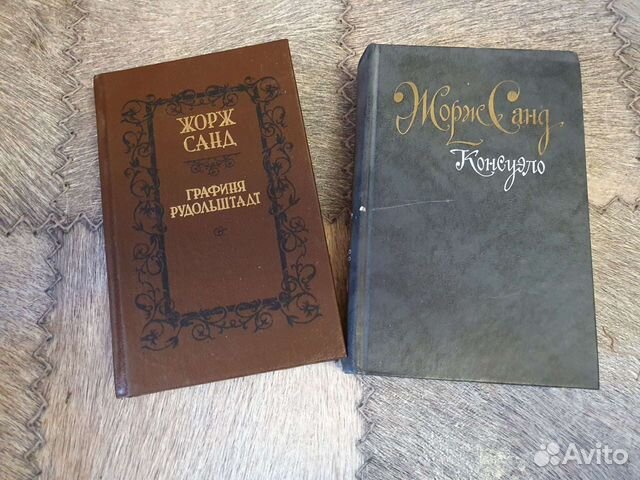 ЖОРЖ
САНД
ГРАФИНЯ
РУДОЛЬШТАДТ
Жорж Санд
Консуэло
Avito